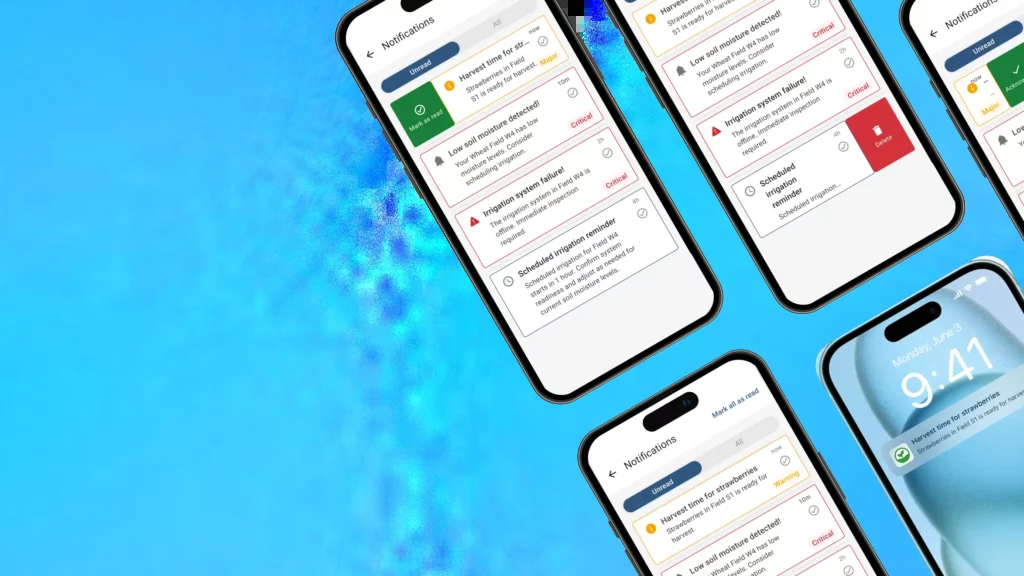 Notifications
Unread
All
now
Harvest time for str...
Strawberries in Field
S1 is ready for harvest.
Major
Mark as read
10m
Low soil moisture detected!
Your Wheat Field W4 has low
moisture levels. Consider
scheduling irrigation.
Critical
2h
Irrigation system failure!
The irrigation system in Field W4 is
offline. Immediate inspection
required.
Critical
4h
Scheduled irrigation reminder
Scheduled irrigation for Field W4
starts in 1 hour. Confirm system
readiness and adjust as needed for
current soil moisture levels.
Strawberries in Field
S1 is ready for harvest.
Low soil moisture detected!
Your Wheat Field W4 has low
moisture levels. Consider
scheduling irrigation.
Critical
2h
Irrigation system failure!
The irrigation system in Field W4 is
offline. Immediate inspection
required.
Critical
4h
Scheduled
irrigation
reminder
Scheduled irrigation...
Delete
Notifications
Unread
now
...
Major
Mark all as read
Notifications
Unread
All
now
Harvest time for strawberries
Strawberries in Field S1 is ready for
harvest.
Warning
10m
Low soil moisture detected!
Your Wheat Field W4 has low
moisture levels. Consider
Critical
2h
Monday, June 3
9:41
Harvest time for strawberries
Strawberries in Field S1 is ready for harvest